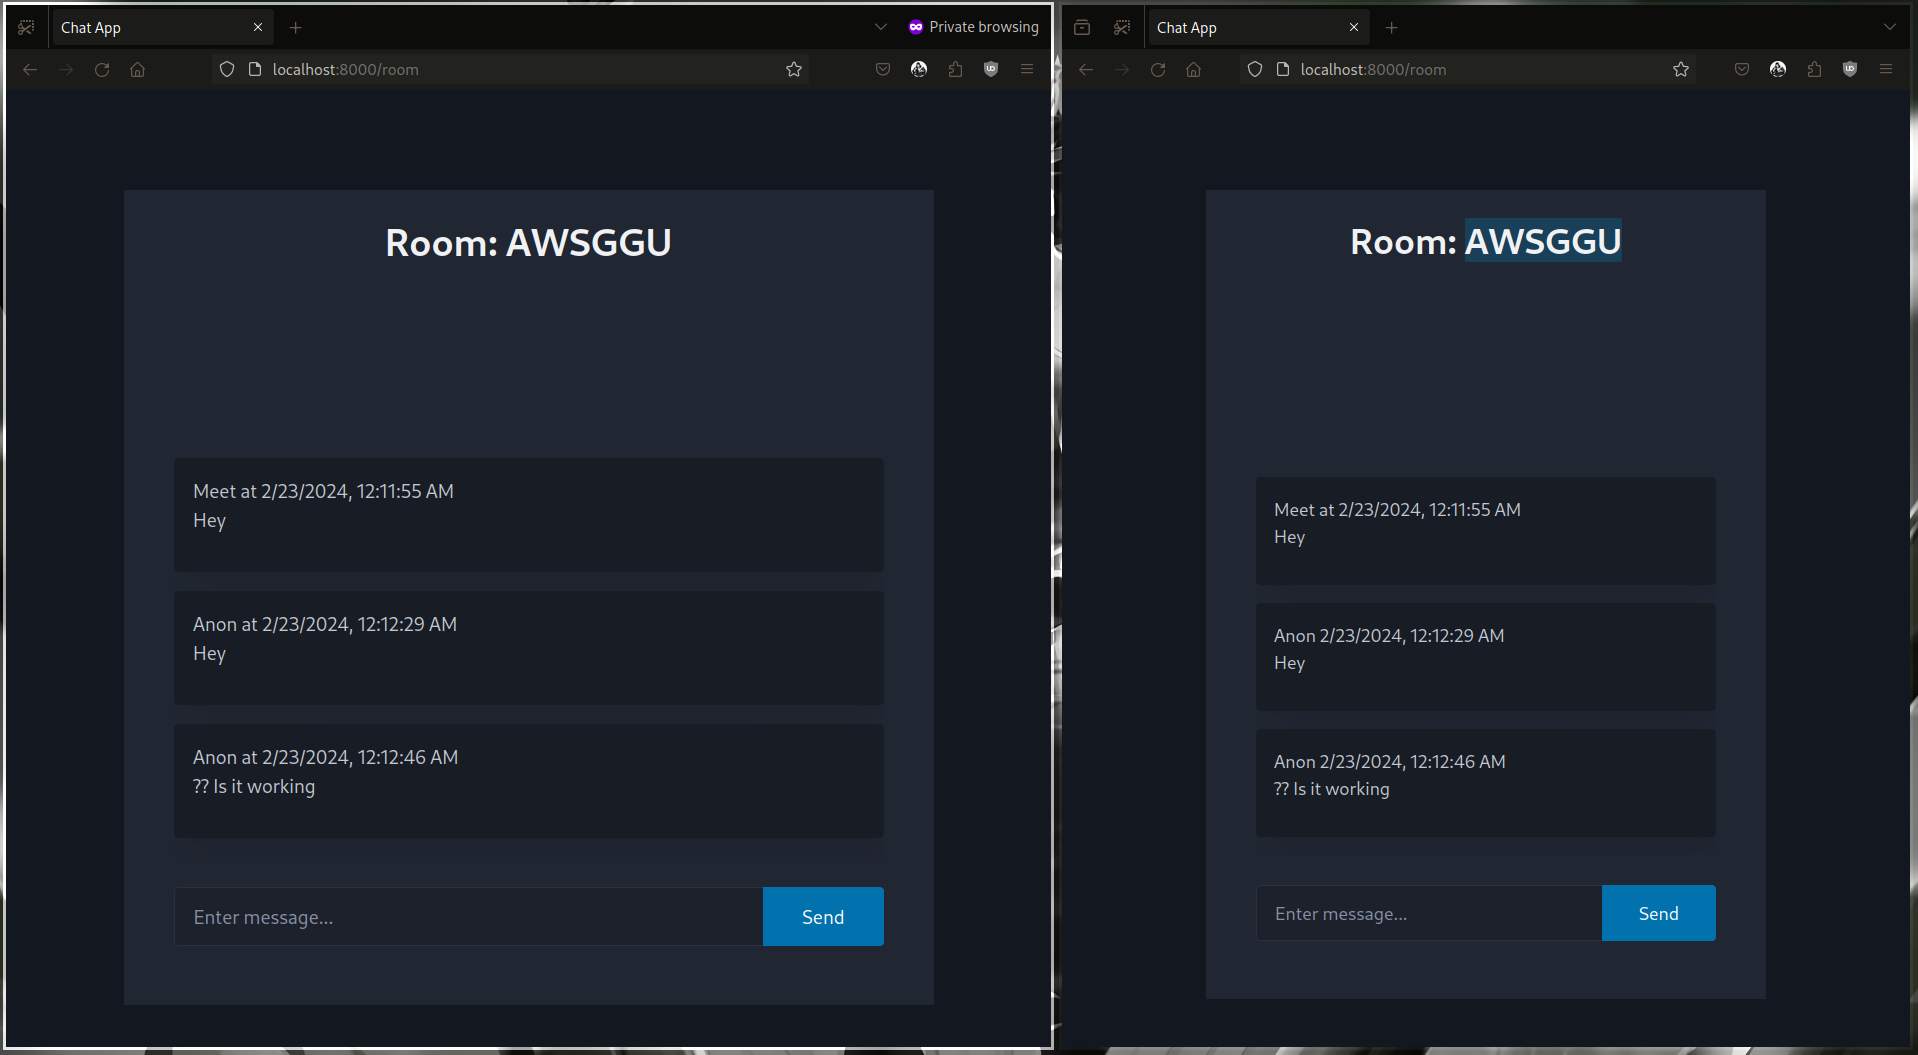 Chat App
Private browsing
localhost:8000/room
Room: AWSGGU
Meet at 2/23/2024, 12:11:55 AM
Hey
Anon at 2/23/2024, 12:12:29 AM
Hey
Anon at 2/23/2024, 12:12:46 AM
?? Is it working
Enter message...
Send
Chat App
localhost:8000/room
Room: AWSGGU
Meet at 2/23/2024, 12:11:55 AM
Hey
Anon 2/23/2024, 12:12:29 AM
Hey
Anon 2/23/2024, 12:12:46 AM
?? Is it working
Enter message...
Send